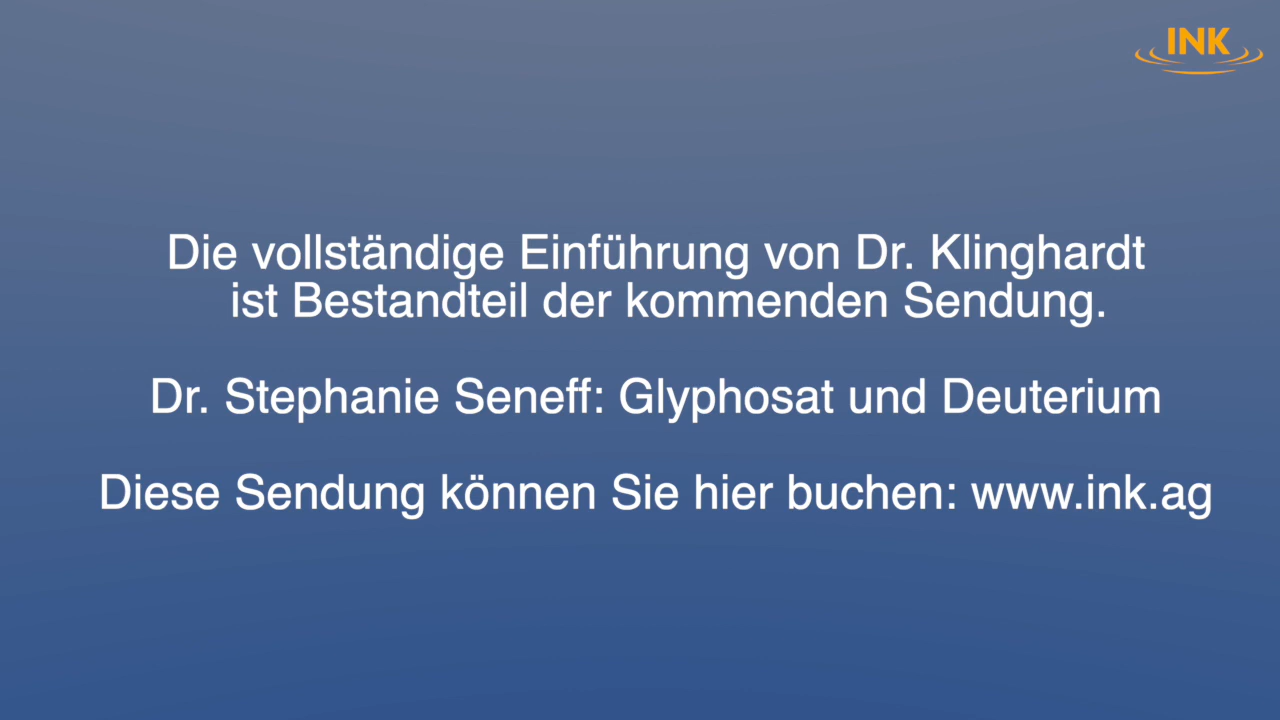 INK
Die vollständige Einführung von Dr. Klinghardt
ist Bestandteil der kommenden Sendung.
Dr. Stephanie Seneff: Glyphosat und Deuterium
Diese Sendung können Sie hier buchen: www.ink.ag